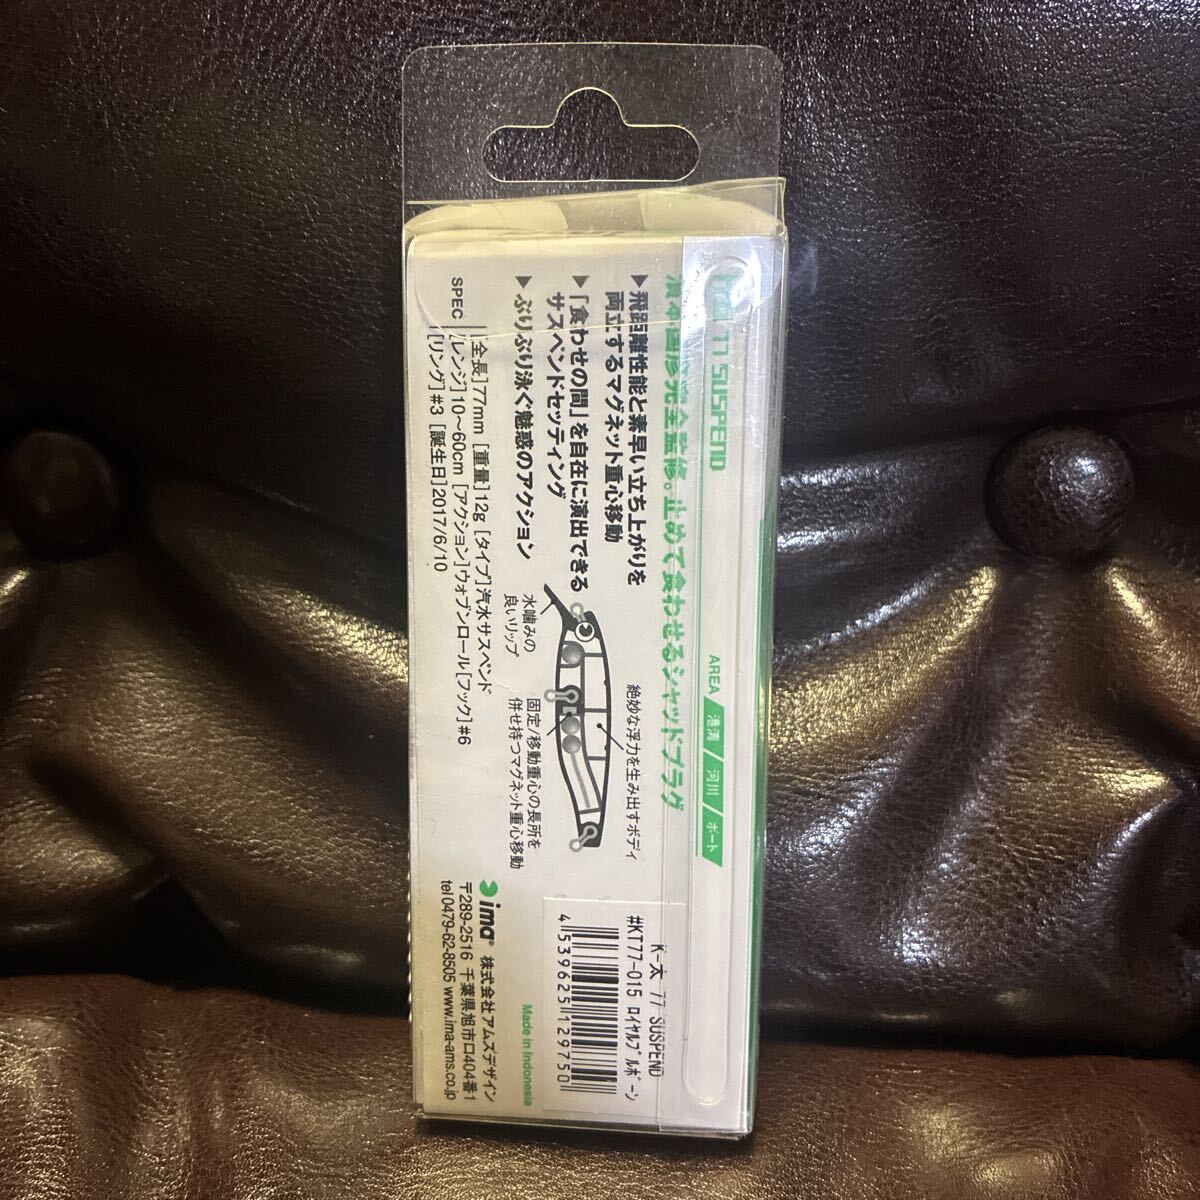 77 SUSPEND
完全監修。止めて食わせるシャッドプラグ
AREA 港湾 河川 ボート
▶飛距離性能と素早い立ち上がりを
両立するマグネット重心移動
▶「食わせの間」を自在に演出できる
サスペンドセッティング
▶ぶりぶり泳ぐ魅惑のアクション
SPEC
[全長]77mm [重量]12g [タイプ]汽水サスペンド
[レンジ]10〜60cm [アクション]ウォブンロール[フック]#6
[リング]#3 [誕生日]2017/6/10
絶妙な浮力を生み出すボディ
水噛みの
良いリップ
固定/移動重心の長所を
併せ持つマグネット重心移動
K-太 77 SUSPEND
#KT77-015 ﾛｲﾔﾙﾌﾞﾙﾎﾞｰﾝ
4539625129750
Made in Indonesia
ima® 株式会社アムズデザイン
〒289-2516 千葉県旭市ロ404番1
tel0479-62-8505 www.ima-ams.co.jp